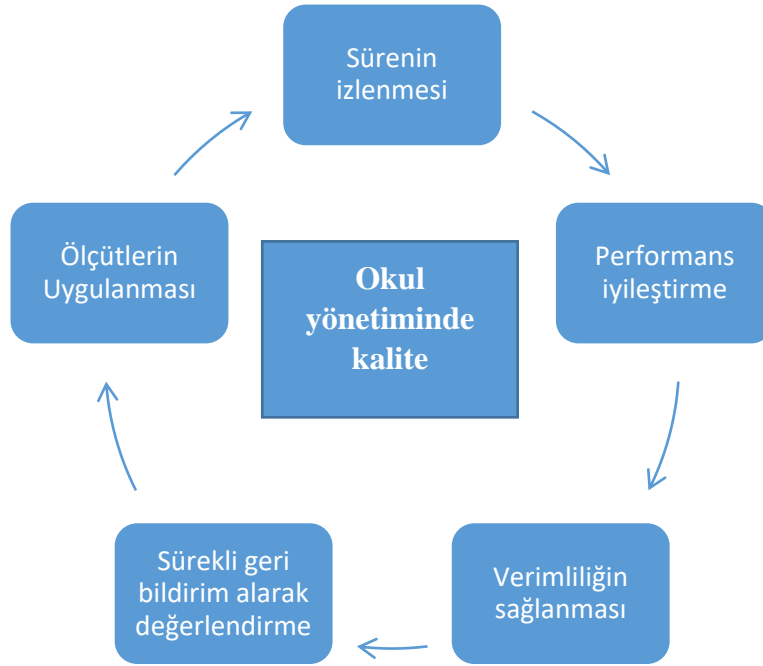 Sürenin
izlenmesi
Performans
iyileştirme
Verimliliğin
sağlanması
Sürekli geri
bildirim alarak
değerlendirme
Ölçütlerin
Uygulanması
Okul
yönetiminde
kalite